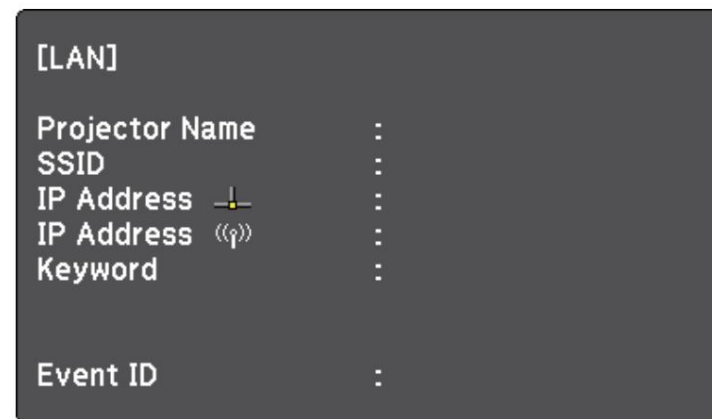 [LAN]
Projector Name :
SSID :
IP Address :
IP Address :
Keyword :
Event ID :